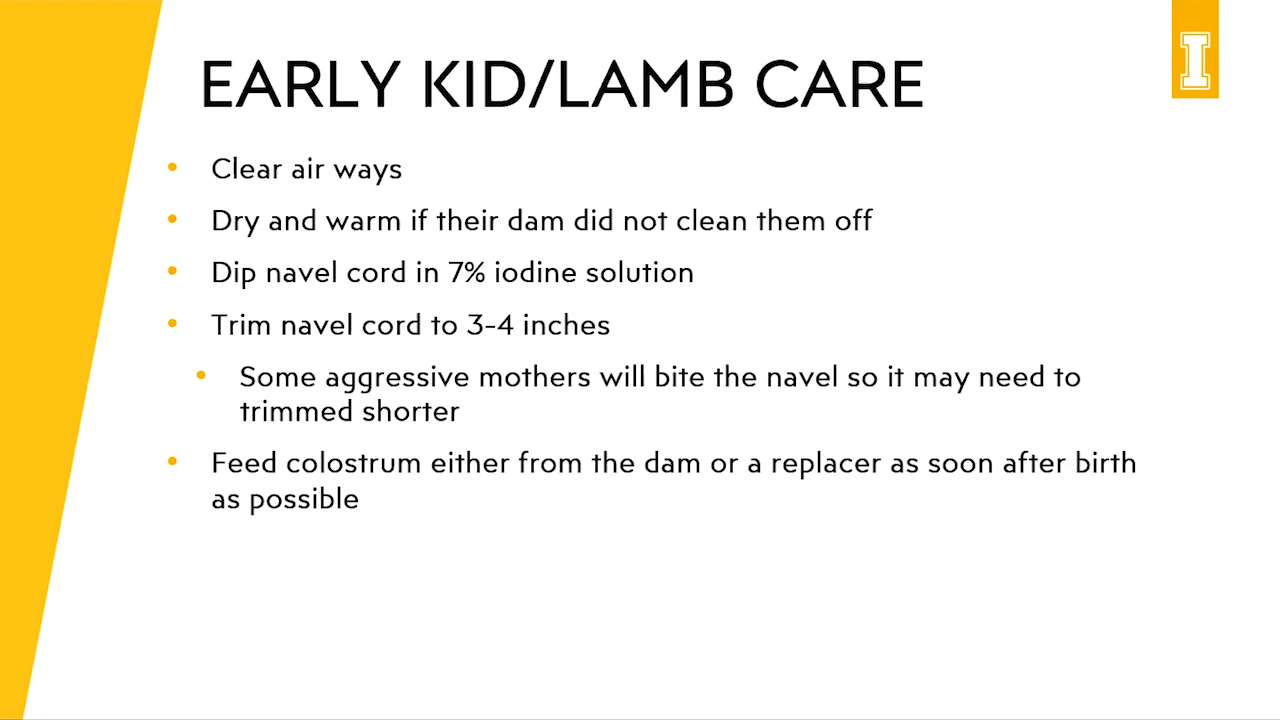 EARLY KID/LAMB CARE
I
• Clear air ways
• Dry and warm if their dam did not clean them off
• Dip navel cord in 7% iodine solution
• Trim navel cord to 3-4 inches
• Some aggressive mothers will bite the navel so it may need to
trimmed shorter
• Feed colostrum either from the dam or a replacer as soon after birth
as possible